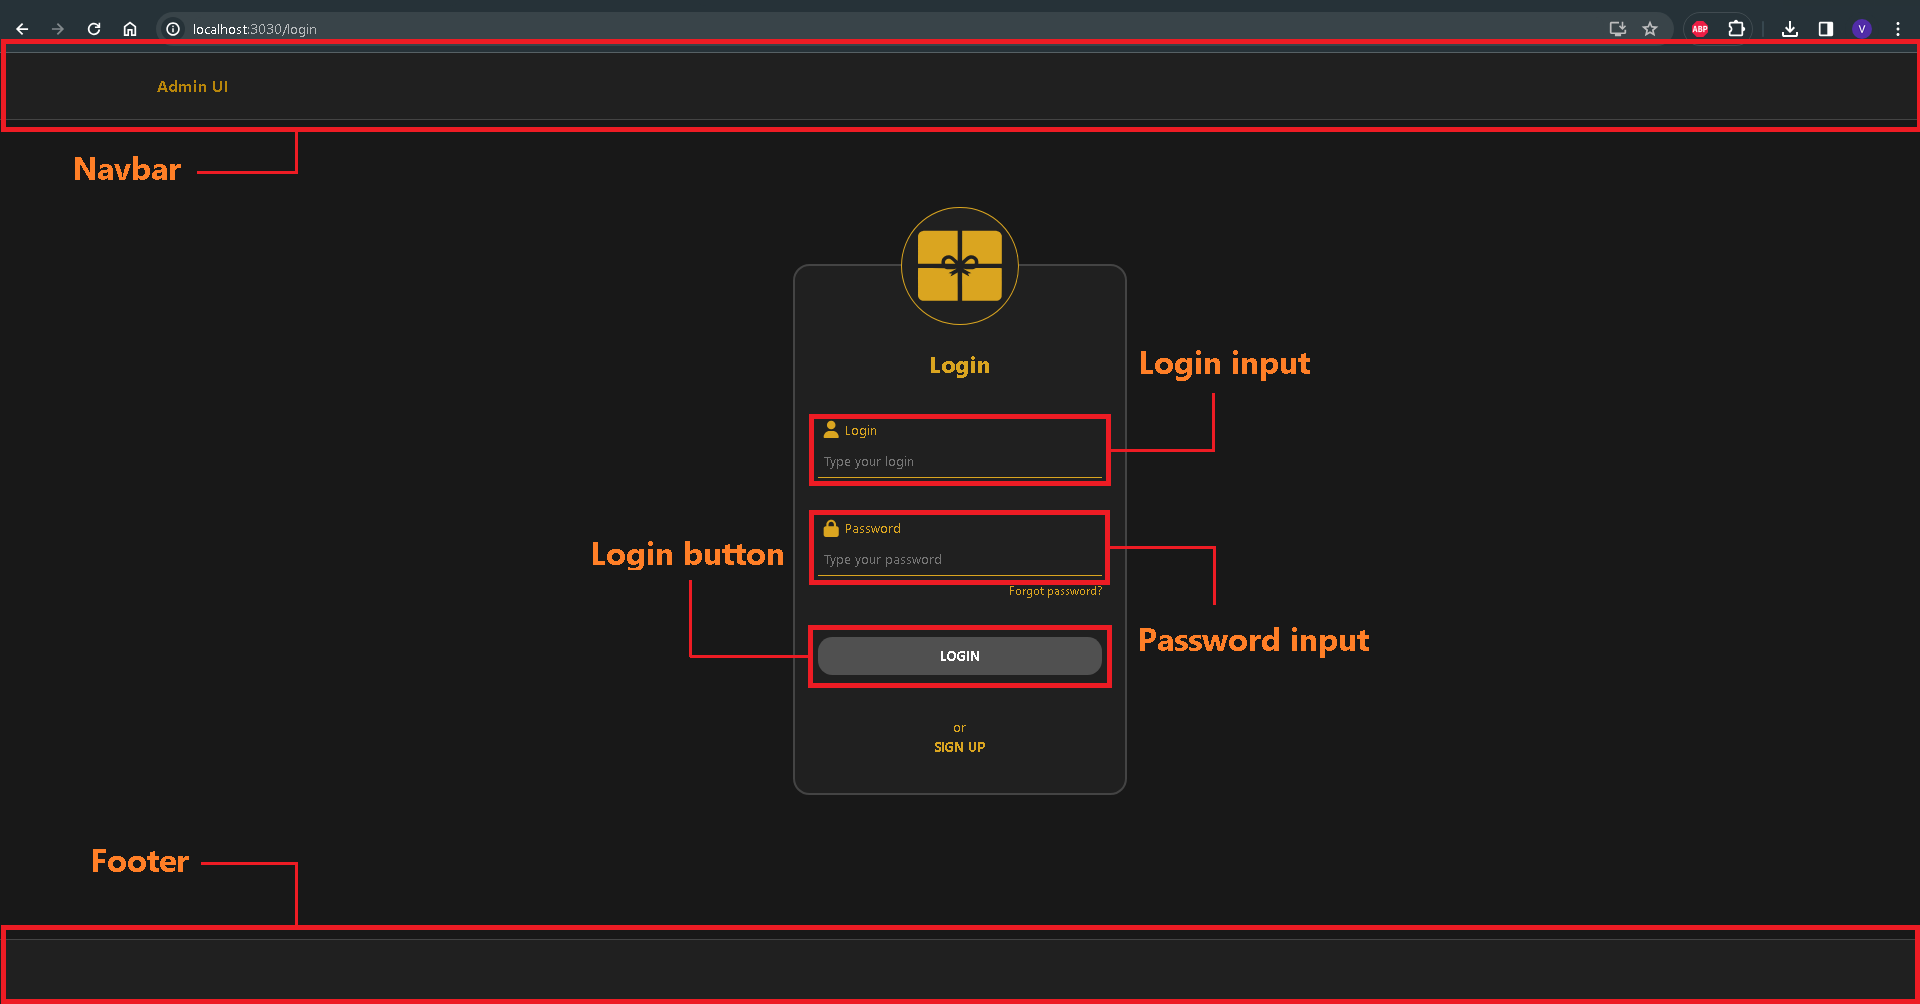 localhost:3030/login
ABP
V
Admin UI
Navbar
Login
Login input
Login
Type your login
Password
Login button
Type your password
Forgot password?
Password input
LOGIN
or
SIGN UP
Footer